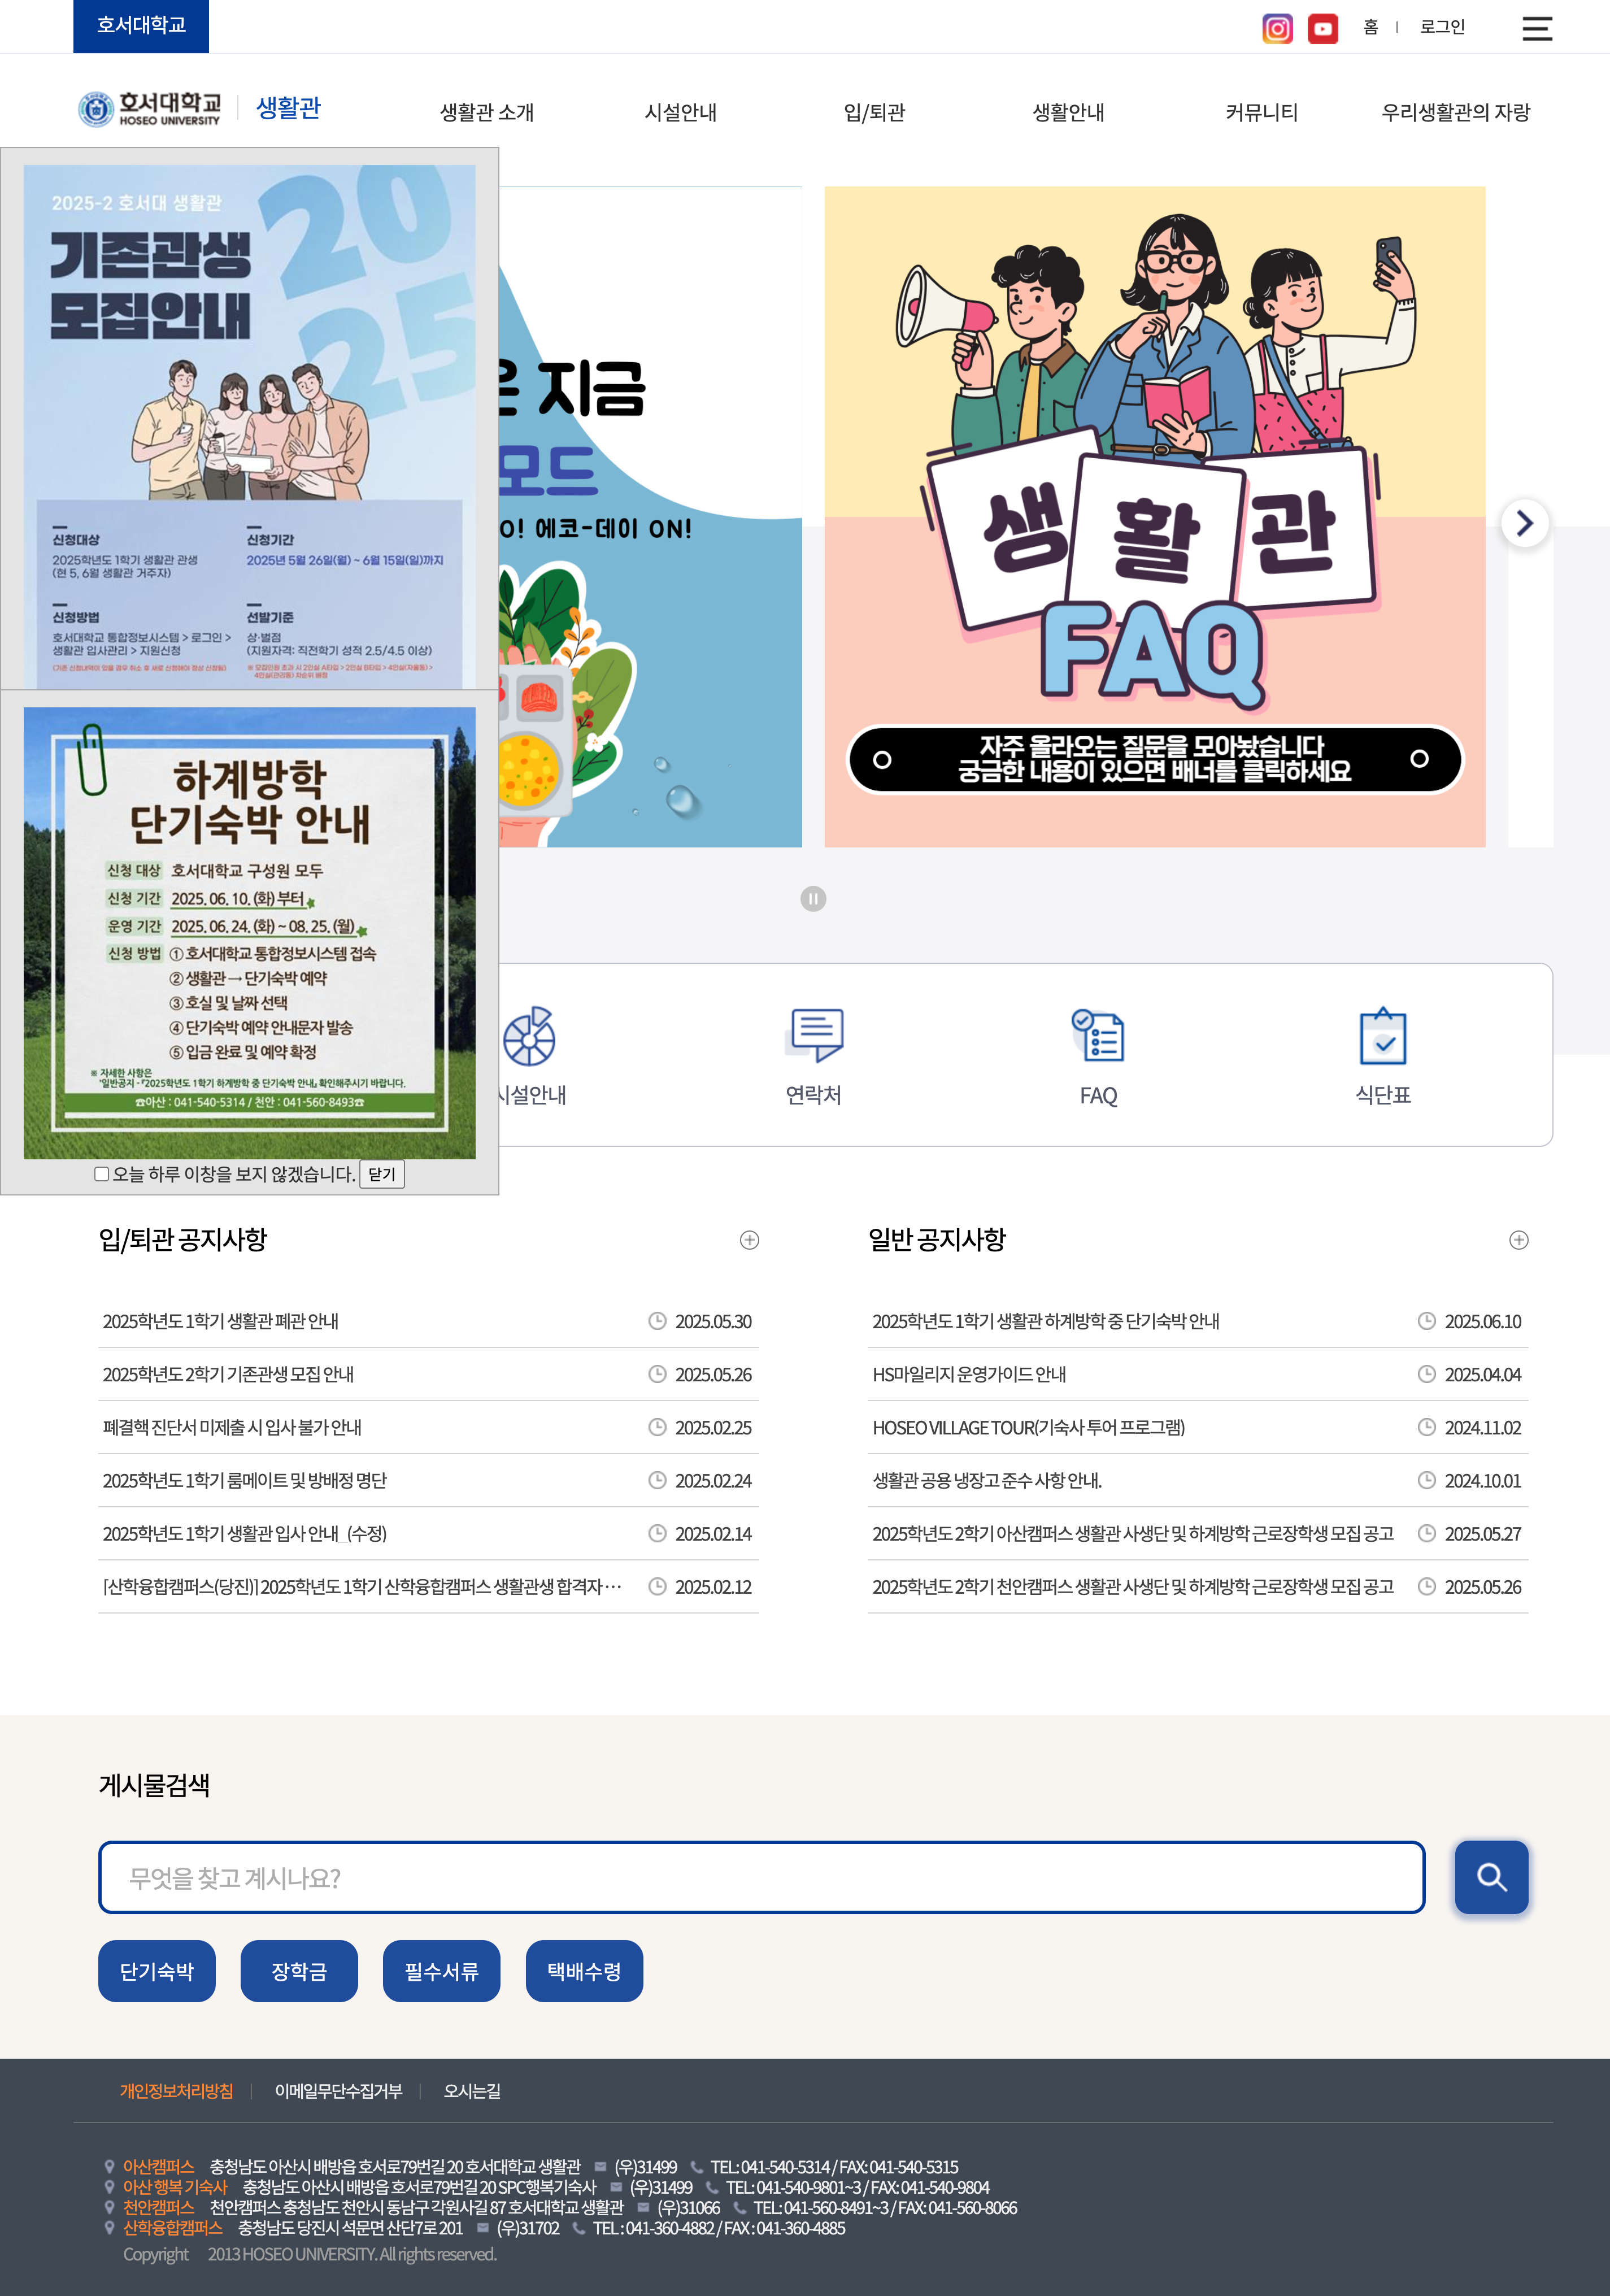 호서대학교
홈
로그인
호서대학교
HOSEO UNIVERSITY
생활관
생활관 소개
시설안내
입/퇴관
생활안내
커뮤니티
우리생활관의 자랑
2025-2 호서대 생활관
2025
기존관생
모집안내
신청대상
2025학년도 1학기 생활관 관생
(현 5, 6월 생활관 거주자)
신청기간
2025년 5월 26일(월) ~ 6월 15일(일)까지
신청방법
호서대학교 통합정보시스템 > 로그인 >
생활관 입사관리 > 지원신청
선발기준
상·벌점
(지원자격: 직전학기 성적 2.5/4.5 이상)
지금
모드
! 에코-데이 ON!
생활관
FAQ
자주 올라오는 질문을 모아놨습니다
궁금한 내용이 있으면 배너를 클릭하세요
하계방학
단기숙박 안내
신청 대상 호서대학교 구성원 모두
신청 기간 2025. 06. 10. (화) 부터
운영 기간 2025. 06. 24. (화) ~ 08. 25. (월)
신청 방법 ① 호서대학교 통합정보시스템 접속
② 생활관 → 단기숙박 예약
③ 호실 및 날짜 선택
④ 단기숙박 예약 안내문자 발송
⑤ 입금 완료 및 예약 확정
※ 자세한 사항은
'일반공지 - 『2025학년도 1학기 하계방학 중 단기숙박 안내』 확인해주시기 바랍니다.
☎아산 : 041-540-5314 / 천안 : 041-560-8493☎
오늘 하루 이창을 보지 않겠습니다.
닫기
시설안내
연락처
FAQ
식단표
입/퇴관 공지사항
2025학년도 1학기 생활관 폐관 안내 2025.05.30
2025학년도 2학기 기존관생 모집 안내 2025.05.26
폐결핵 진단서 미제출 시 입사 불가 안내 2025.02.25
2025학년도 1학기 룸메이트 및 방배정 명단 2025.02.24
2025학년도 1학기 생활관 입사 안내_(수정) 2025.02.14
[산학융합캠퍼스(당진)] 2025학년도 1학기 산학융합캠퍼스 생활관생 합격자 … 2025.02.12
일반 공지사항
2025학년도 1학기 생활관 하계방학 중 단기숙박 안내 2025.06.10
HS마일리지 운영가이드 안내 2025.04.04
HOSEO VILLAGE TOUR(기숙사 투어 프로그램) 2024.11.02
생활관 공용 냉장고 준수 사항 안내. 2024.10.01
2025학년도 2학기 아산캠퍼스 생활관 사생단 및 하계방학 근로장학생 모집 공고 2025.05.27
2025학년도 2학기 천안캠퍼스 생활관 사생단 및 하계방학 근로장학생 모집 공고 2025.05.26
게시물검색
무엇을 찾고 계시나요?
단기숙박
장학금
필수서류
택배수령
개인정보처리방침
이메일무단수집거부
오시는길
아산캠퍼스 충청남도 아산시 배방읍 호서로79번길 20 호서대학교 생활관 (우)31499 TEL : 041-540-5314 / FAX: 041-540-5315
아산 행복 기숙사 충청남도 아산시 배방읍 호서로79번길 20 SPC행복기숙사 (우)31499 TEL : 041-540-9801~3 / FAX: 041-540-9804
천안캠퍼스 천안캠퍼스 충청남도 천안시 동남구 각원사길 87 호서대학교 생활관 (우)31066 TEL : 041-560-8491~3 / FAX: 041-560-8066
산학융합캠퍼스 충청남도 당진시 석문면 산단7로 201 (우)31702 TEL : 041-360-4882 / FAX : 041-360-4885
Copyright 2013 HOSEO UNIVERSITY. All rights reserved.